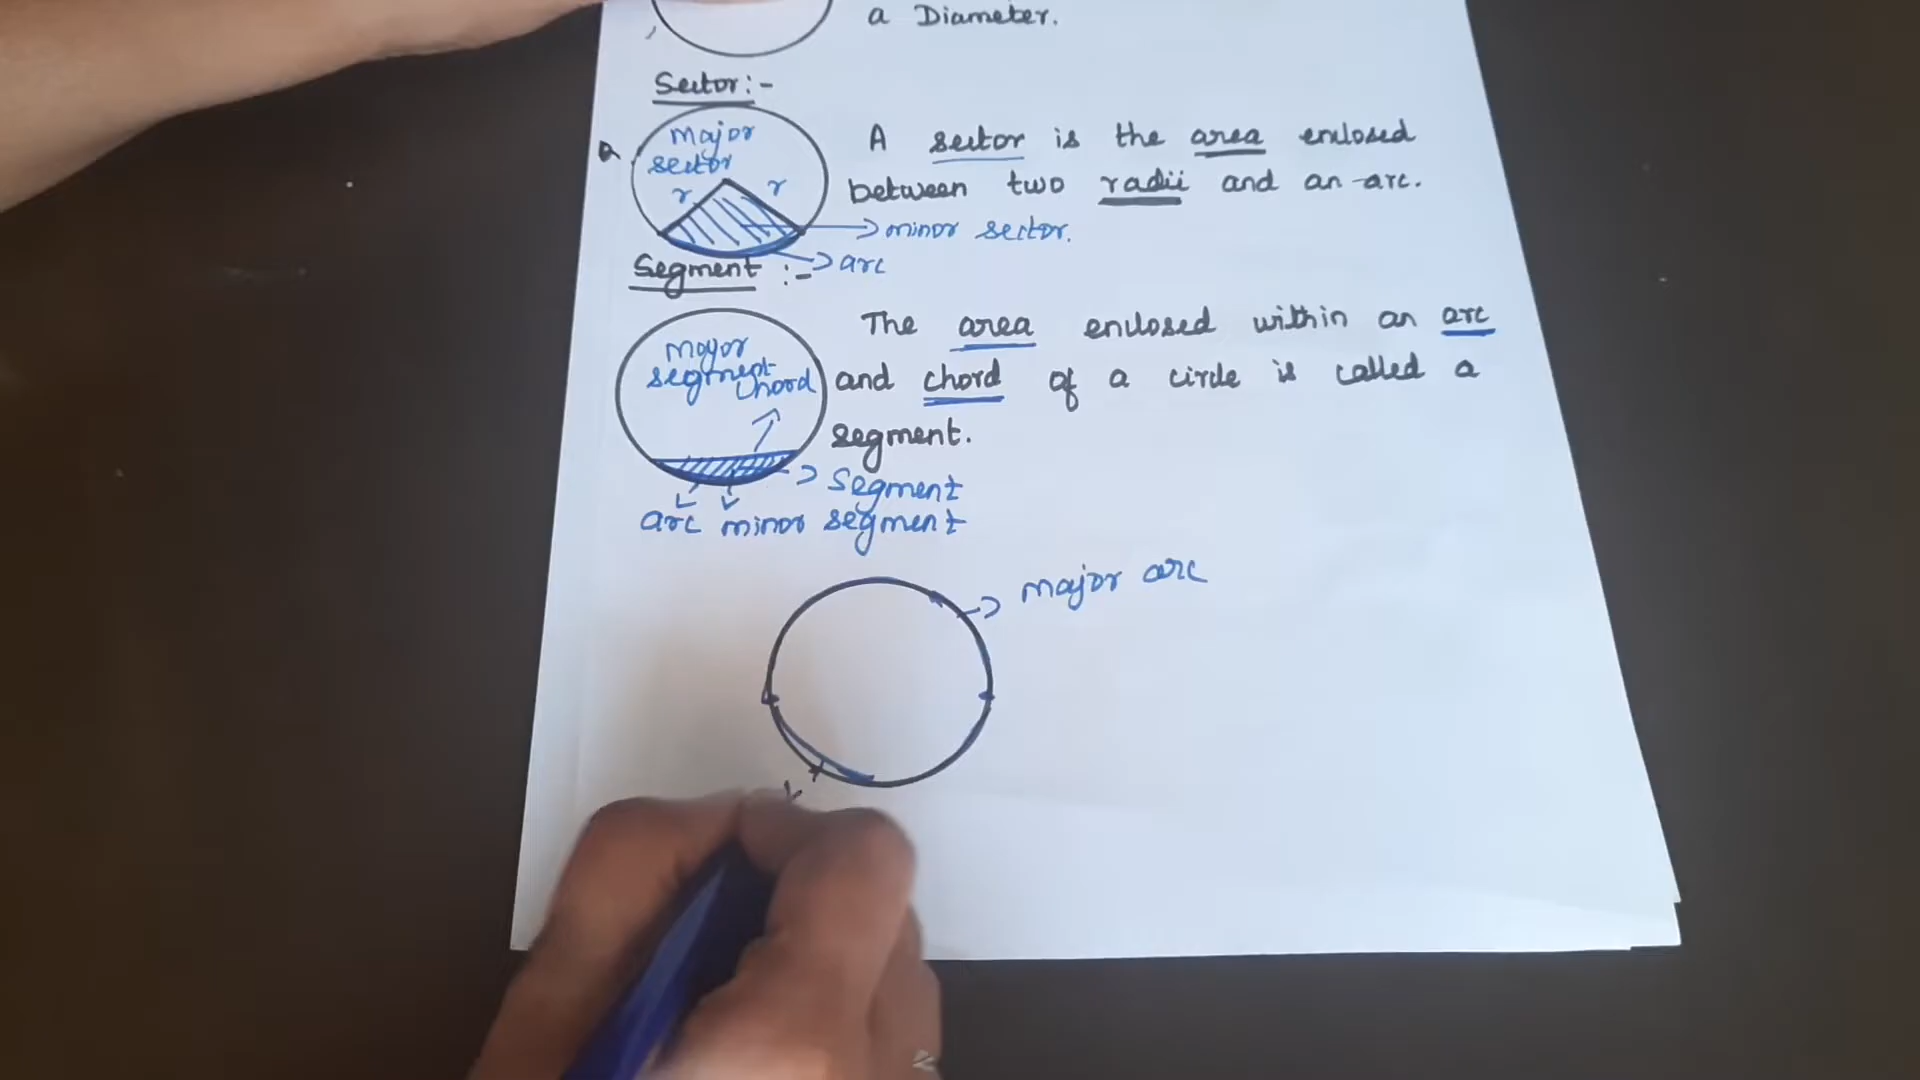 a Diameter.
Sector:-
major
sector
r r
A sector is the area enclosed
between two radii and an arc.
minor sector.
arc
Segment :-
major
segment
chord
The area enclosed within an arc
and chord of a circle is called a
segment.
segment
arc minor segment
major arc